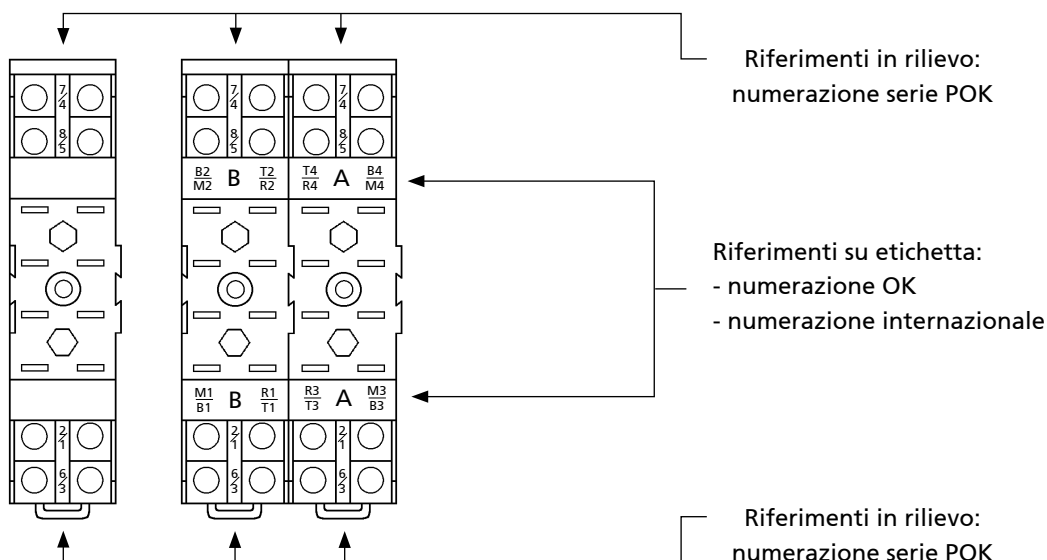 Riferimenti in rilievo:
numerazione serie POK
7/4 7/4 7/4
8/5 8/5 8/5
B2/M2 B T2/R2 T4/R4 A B4/M4
Riferimenti su etichetta:
- numerazione OK
- numerazione internazionale
M1/B1 B R1/T1 R3/T3 A M3/B3
2/1 2/1 2/1
6/3 6/3 6/3
Riferimenti in rilievo:
numerazione serie POK